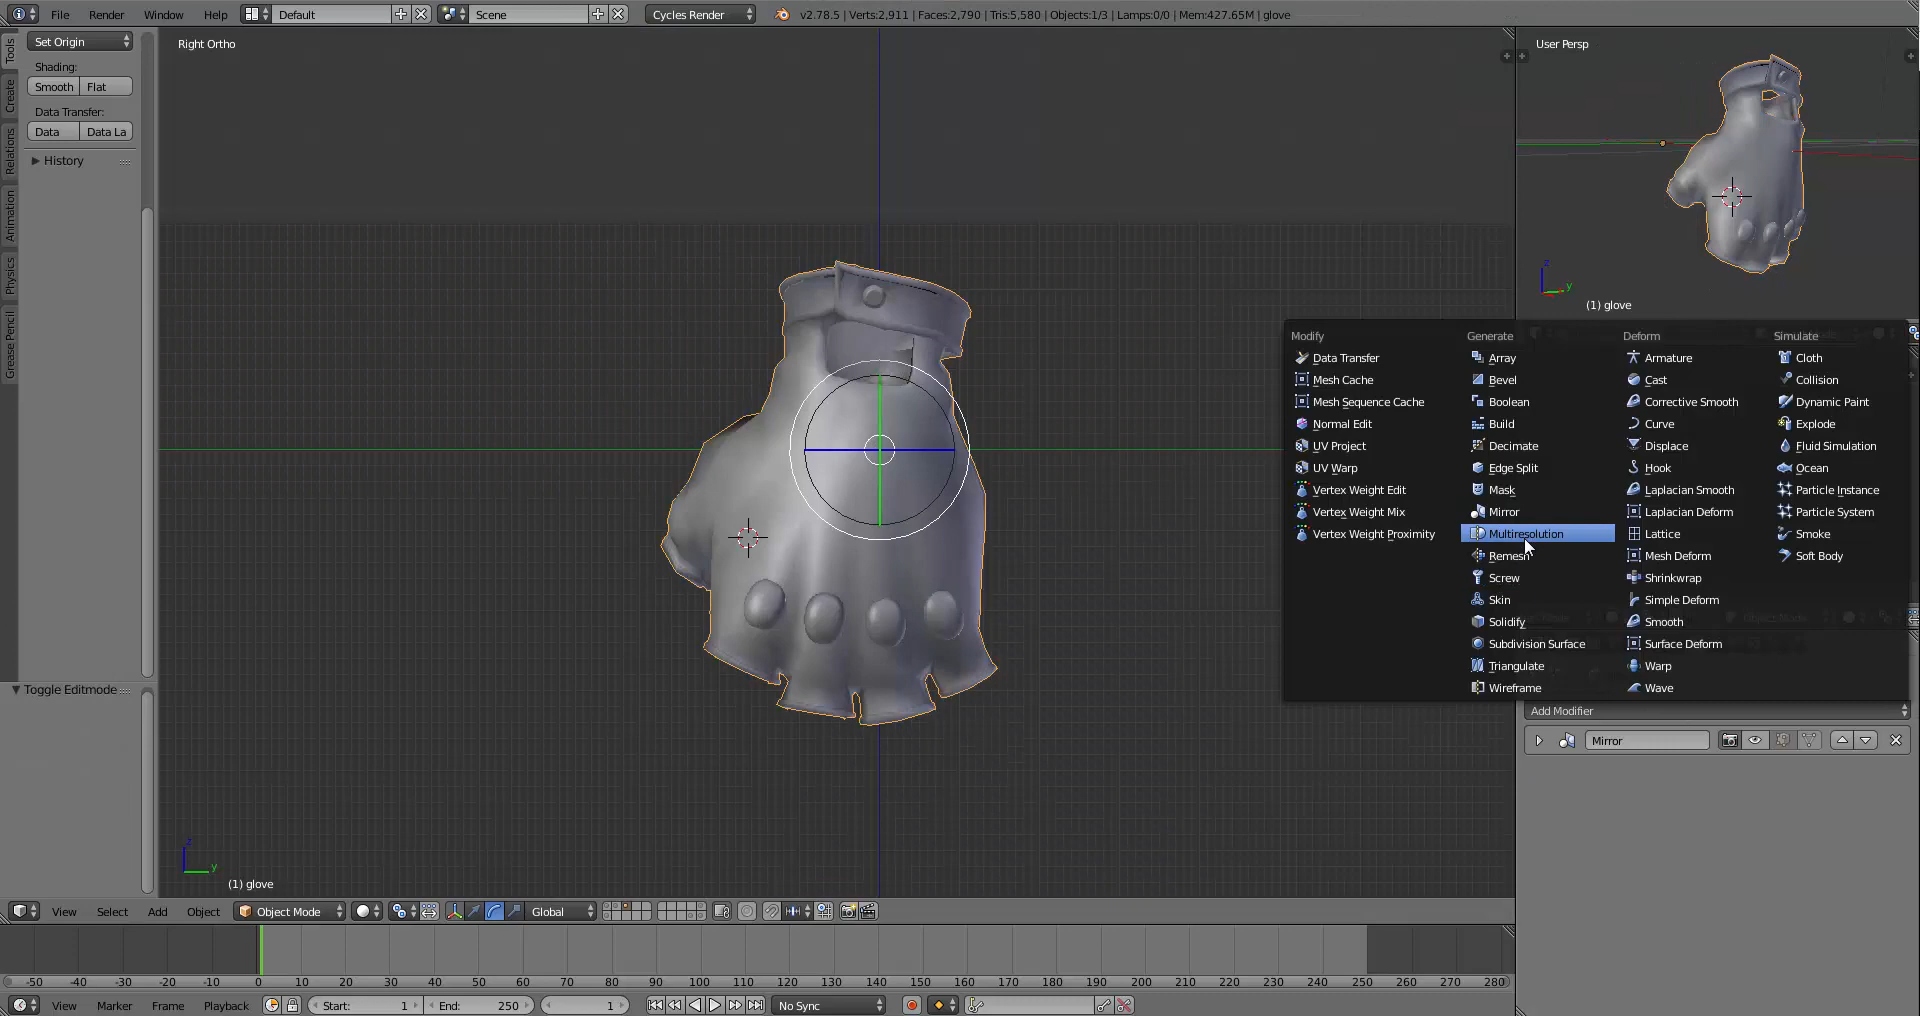 File Render Window Help Default Scene Cycles Render v2.78.5 | Verts:2,911 | Faces:2,790 | Tris:5,580 | Objects:1/3 | Lamps:0/0 | Mem:427.65M | glove
Set Origin
Shading:
Smooth Flat
Data Transfer:
Data Data La
History
Tools
Create
Relations
Animation
Physics
Grease Pencil
Toggle Editmode
Right Ortho
z
y
(1) glove
User Persp
z
y
(1) glove
Modify Generate Deform Simulate
Data Transfer Array Armature Cloth
Mesh Cache Bevel Cast Collision
Mesh Sequence Cache Boolean Corrective Smooth Dynamic Paint
Normal Edit Build Curve Explode
UV Project Decimate Displace Fluid Simulation
UV Warp Edge Split Hook Ocean
Vertex Weight Edit Mask Laplacian Smooth Particle Instance
Vertex Weight Mix Mirror Laplacian Deform Particle System
Vertex Weight Proximity Multiresolution Lattice Smoke
Remesh Mesh Deform Soft Body
Screw Shrinkwrap
Skin Simple Deform
Solidify Smooth
Subdivision Surface Surface Deform
Triangulate Warp
Wireframe Wave
Add Modifier
Mirror
View Select Add Object Object Mode Global
-50 -40 -30 -20 -10 0 10 20 30 40 50 60 70 80 90 100 110 120 130 140 150 160 170 180 190 200 210 220 230 240 250 260 270 280
View Marker Frame Playback Start: 1 End: 250 1 No Sync